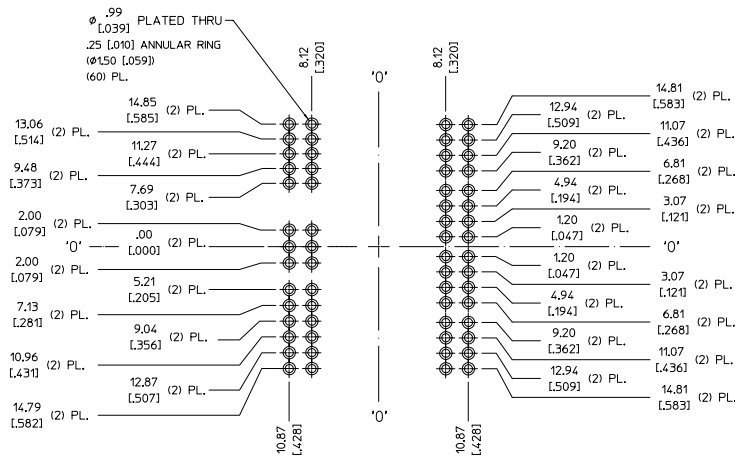 Ø .99 [.039] PLATED THRU
.25 [.010] ANNULAR RING
(Ø1.50 [.059])
(60) PL.
8.12 [.320]
'0'
8.12 [.320]
14.85 [.585] (2) PL.
13.06 [.514] (2) PL.
11.27 [.444] (2) PL.
9.48 [.373] (2) PL.
7.69 [.303] (2) PL.
2.00 [.079] (2) PL.
'0'
.00 [.000] (2) PL.
2.00 [.079] (2) PL.
5.21 [.205] (2) PL.
7.13 [.281] (2) PL.
9.04 [.356] (2) PL.
10.96 [.431] (2) PL.
12.87 [.507] (2) PL.
14.79 [.582] (2) PL.
14.81 [.583] (2) PL.
12.94 [.509] (2) PL.
11.07 [.436] (2) PL.
9.20 [.362] (2) PL.
6.81 [.268] (2) PL.
4.94 [.194] (2) PL.
3.07 [.121] (2) PL.
1.20 [.047] (2) PL.
'0'
1.20 [.047] (2) PL.
3.07 [.121] (2) PL.
4.94 [.194] (2) PL.
6.81 [.268] (2) PL.
9.20 [.362] (2) PL.
11.07 [.436] (2) PL.
12.94 [.509] (2) PL.
14.81 [.583] (2) PL.
10.87 [.428]
'0'
10.87 [.428]